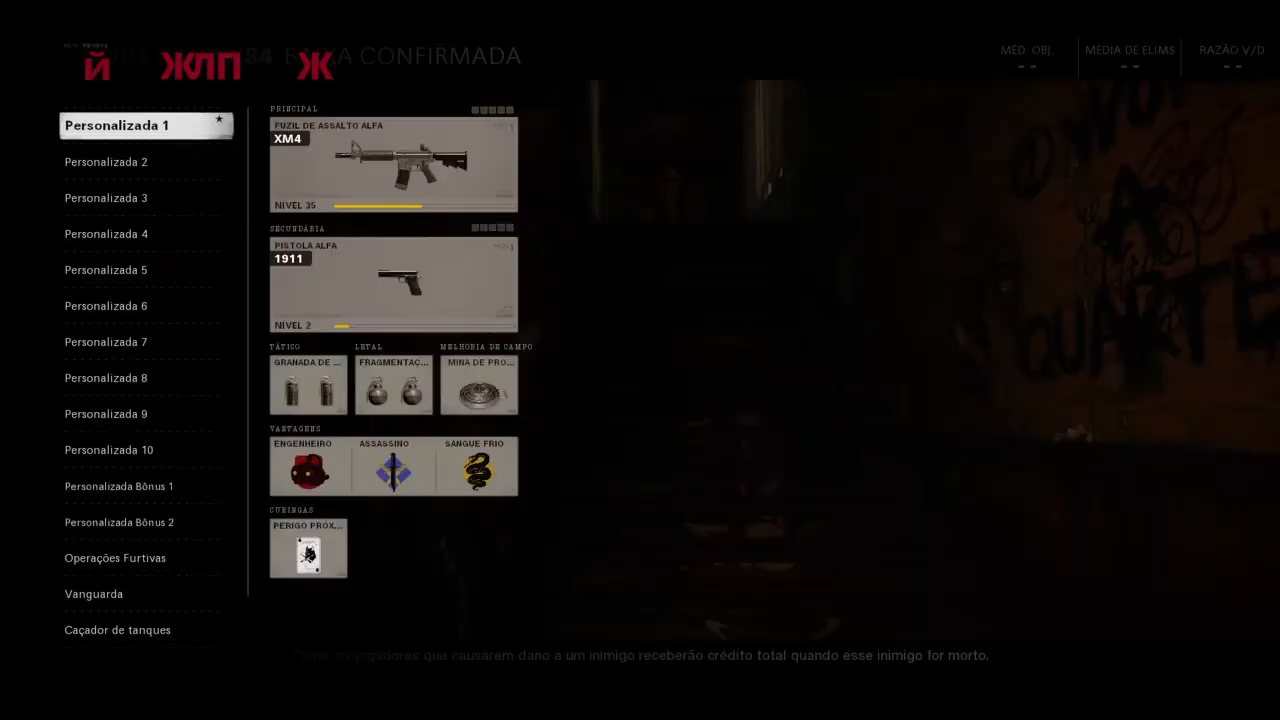 й ЖЛП Ж
84 BAIXA CONFIRMADA
MÉD. OBJ. MÉDIA DE ELIMS RAZÃO V/D
-- -- --
Personalizada 1
Personalizada 2
Personalizada 3
Personalizada 4
Personalizada 5
Personalizada 6
Personalizada 7
Personalizada 8
Personalizada 9
Personalizada 10
Personalizada Bônus 1
Personalizada Bônus 2
Operações Furtivas
Vanguarda
Caçador de tanques
PRINCIPAL
FUZIL DE ASSALTO ALFA
XM4
NÍVEL 35
SECUNDÁRIA
PISTOLA ALFA
1911
NÍVEL 2
TÁTICO LETAL MELHORIA DE CAMPO
GRANADA DE ... FRAGMENTAÇ... MINA DE PRO...
VANTAGENS
ENGENHEIRO ASSASSINO SANGUE FRIO
CURINGAS
PERIGO PRÓX...
os jogadores que causarem dano a um inimigo receberão crédito total quando esse inimigo for morto.